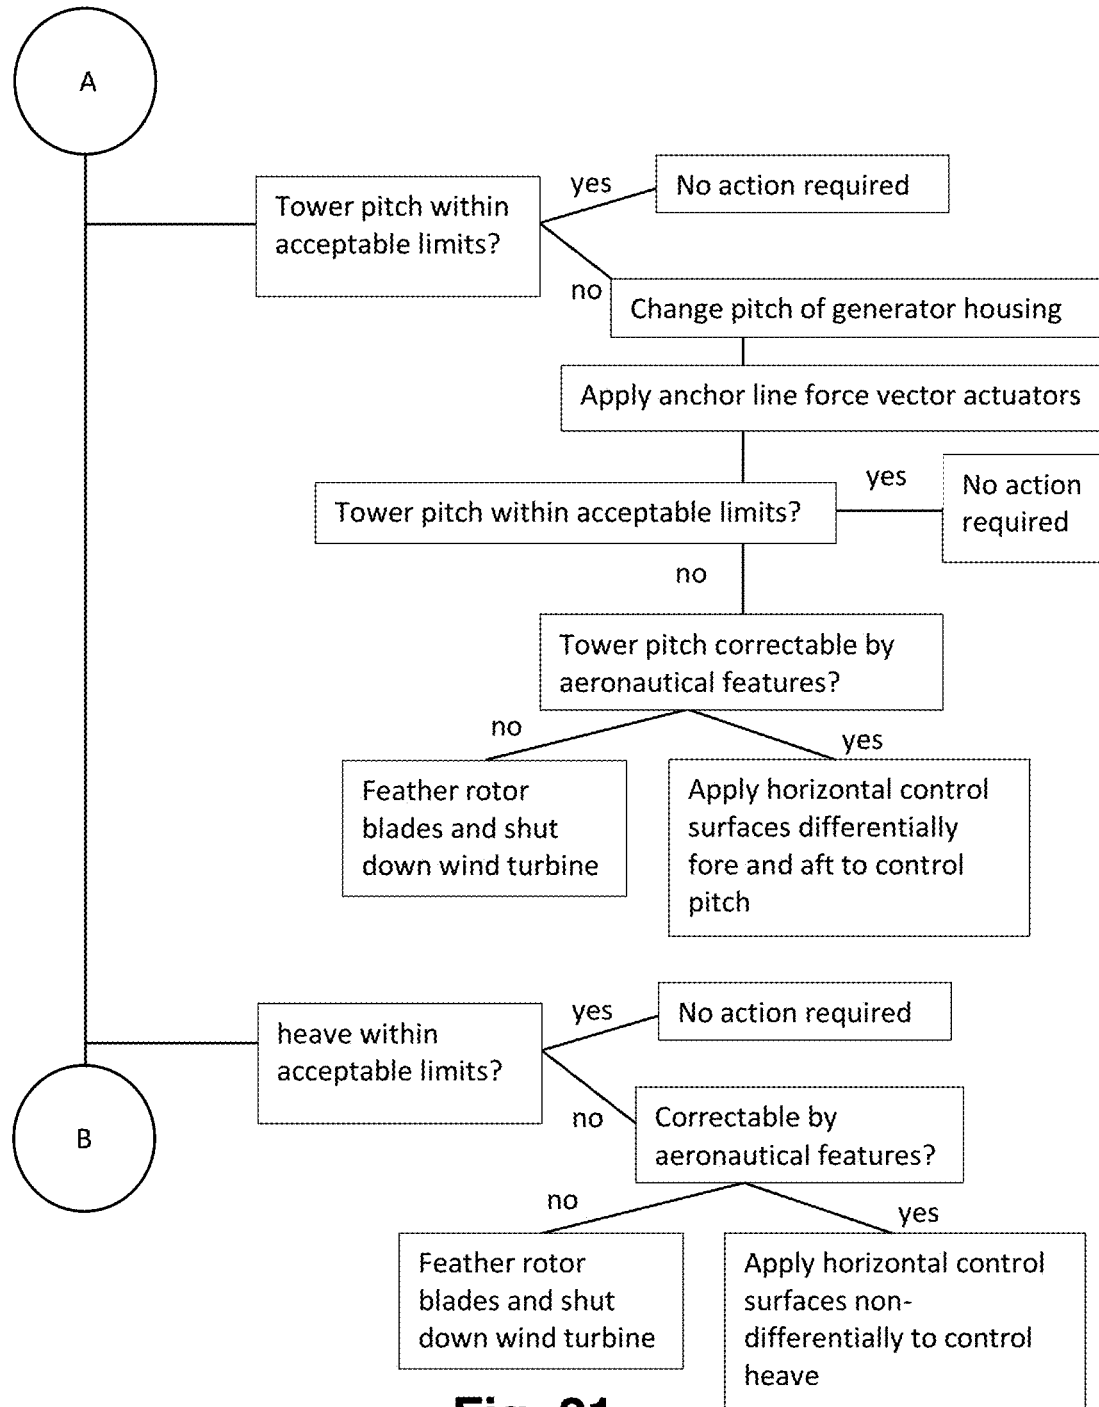 A
Tower pitch within
acceptable limits?
yes
No action required
no
Change pitch of generator housing
Apply anchor line force vector actuators
Tower pitch within acceptable limits?
yes
No action
required
no
Tower pitch correctable by
aeronautical features?
no
yes
Feather rotor
blades and shut
down wind turbine
Apply horizontal control
surfaces differentially
fore and aft to control
pitch
heave within
acceptable limits?
yes
No action required
no
Correctable by
aeronautical features?
B
no
yes
Feather rotor
blades and shut
down wind turbine
Apply horizontal control
surfaces non-
differentially to control
heave